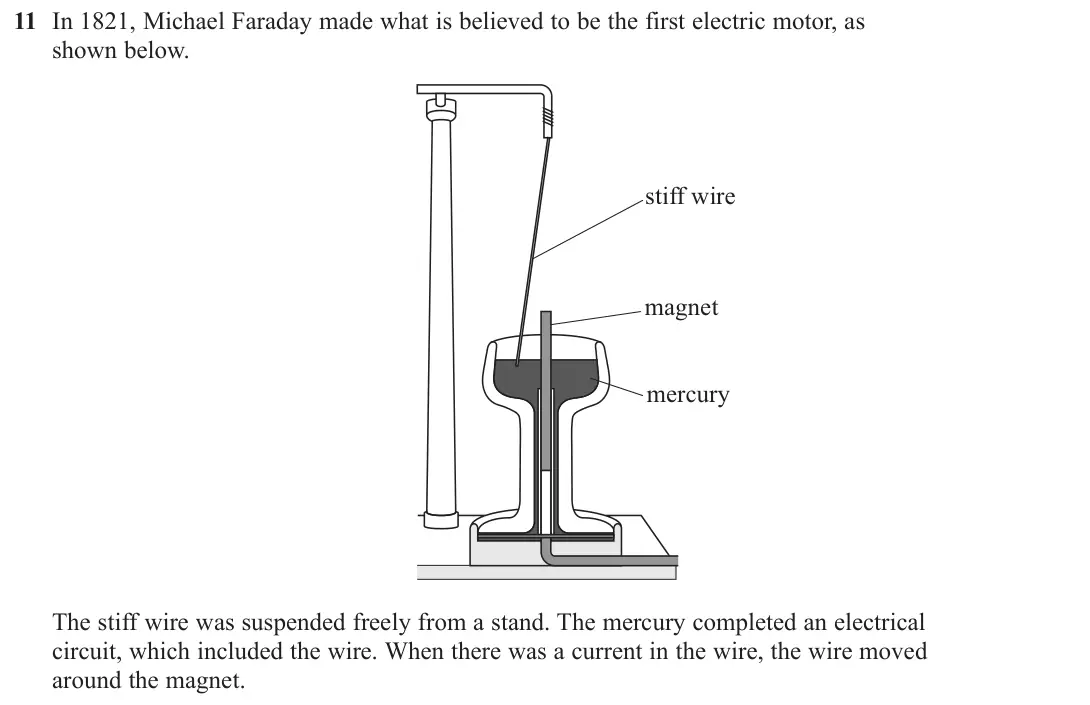 11 In 1821, Michael Faraday made what is believed to be the first electric motor, as
shown below.
stiff wire
magnet
mercury
The stiff wire was suspended freely from a stand. The mercury completed an electrical
circuit, which included the wire. When there was a current in the wire, the wire moved
around the magnet.